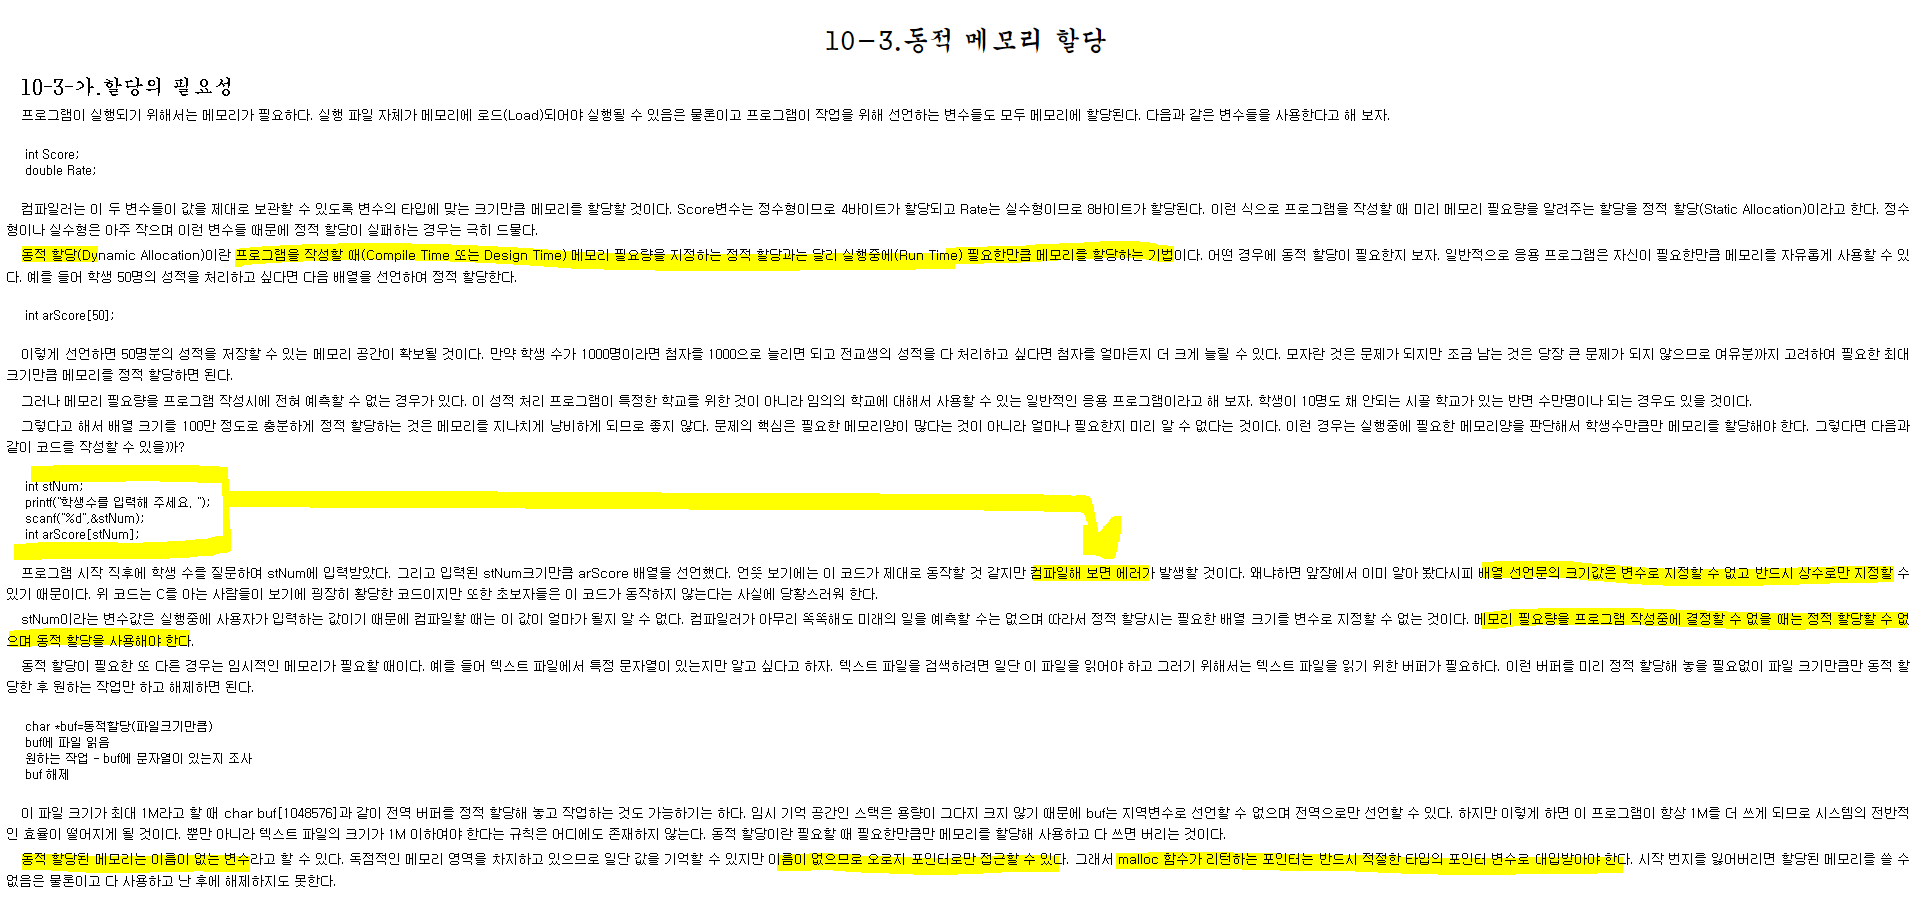 10-3.동적 메모리 할당
10-3-가.할당의 필요성
프로그램이 실행되기 위해서는 메모리가 필요하다. 실행 파일 자체가 메모리에 로드(Load)되어야 실행될 수 있음은 물론이고 프로그램이 작업을 위해 선언하는 변수들도 모두 메모리에 할당된다. 다음과 같은 변수들을 사용한다고 해 보자.
int Score;
double Rate;
컴파일러는 이 두 변수들이 값을 제대로 보관할 수 있도록 변수의 타입에 맞는 크기만큼 메모리를 할당할 것이다. Score변수는 정수형이므로 4바이트가 할당되고 Rate는 실수형이므로 8바이트가 할당된다. 이런 식으로 프로그램을 작성할 때 미리 메모리 필요량을 알려주는 할당을 정적 할당(Static Allocation)이라고 한다. 정수
형이나 실수형은 아주 작으며 이런 변수들 때문에 정적 할당이 실패하는 경우는 극히 드물다.
동적 할당(Dynamic Allocation)이란 프로그램을 작성할 때(Compile Time 또는 Design Time) 메모리 필요량을 지정하는 정적 할당과는 달리 실행중에(Run Time) 필요한만큼 메모리를 할당하는 기법이다. 어떤 경우에 동적 할당이 필요한지 보자. 일반적으로 응용 프로그램은 자신이 필요한만큼 메모리를 자유롭게 사용할 수 있
다. 예를 들어 학생 50명의 성적을 처리하고 싶다면 다음 배열을 선언하여 정적 할당한다.
int arScore[50];
이렇게 선언하면 50명분의 성적을 저장할 수 있는 메모리 공간이 확보될 것이다. 만약 학생 수가 1000명이라면 첨자를 1000으로 늘리면 되고 전교생의 성적을 다 처리하고 싶다면 첨자를 얼마든지 더 크게 늘릴 수 있다. 모자란 것은 문제가 되지만 조금 남는 것은 당장 큰 문제가 되지 않으므로 여유분까지 고려하여 필요한 최대
크기만큼 메모리를 정적 할당하면 된다.
그러나 메모리 필요량을 프로그램 작성시에 전혀 예측할 수 없는 경우가 있다. 이 성적 처리 프로그램이 특정한 학교를 위한 것이 아니라 임의의 학교에 대해서 사용할 수 있는 일반적인 응용 프로그램이라고 해 보자. 학생이 10명도 채 안되는 시골 학교가 있는 반면 수만명이나 되는 경우도 있을 것이다.
그렇다고 해서 배열 크기를 100만 정도로 충분하게 정적 할당하는 것은 메모리를 지나치게 낭비하게 되므로 좋지 않다. 문제의 핵심은 필요한 메모리양이 많다는 것이 아니라 얼마나 필요한지 미리 알 수 없다는 것이다. 이런 경우는 실행중에 필요한 메모리양을 판단해서 학생수만큼만 메모리를 할당해야 한다. 그렇다면 다음과
같이 코드를 작성할 수 있을까?
int stNum;
printf("학생수를 입력해 주세요. ");
scanf("%d",&stNum);
int arScore[stNum];
프로그램 시작 직후에 학생 수를 질문하여 stNum에 입력받았다. 그리고 입력된 stNum크기만큼 arScore 배열을 선언했다. 언뜻 보기에는 이 코드가 제대로 동작할 것 같지만 컴파일해 보면 에러가 발생할 것이다. 왜냐하면 앞장에서 이미 알아 봤다시피 배열 선언문의 크기값은 변수로 지정할 수 없고 반드시 상수로만 지정할 수
있기 때문이다. 위 코드는 C를 아는 사람들이 보기에 굉장히 황당한 코드이지만 또한 초보자들은 이 코드가 동작하지 않는다는 사실에 당황스러워 한다.
stNum이라는 변수값은 실행중에 사용자가 입력하는 값이기 때문에 컴파일할 때는 이 값이 얼마가 될지 알 수 없다. 컴파일러가 아무리 똑똑해도 미래의 일을 예측할 수는 없으며 따라서 정적 할당시는 필요한 배열 크기를 변수로 지정할 수 없는 것이다. 메모리 필요량을 프로그램 작성중에 결정할 수 없을 때는 정적 할당할 수 없
으며 동적 할당을 사용해야 한다.
동적 할당이 필요한 또 다른 경우는 임시적인 메모리가 필요할 때이다. 예를 들어 텍스트 파일에서 특정 문자열이 있는지만 알고 싶다고 하자. 텍스트 파일을 검색하려면 일단 이 파일을 읽어야 하고 그러기 위해서는 텍스트 파일을 읽기 위한 버퍼가 필요하다. 이런 버퍼를 미리 정적 할당해 놓을 필요없이 파일 크기만큼만 동적 할
당한 후 원하는 작업만 하고 해제하면 된다.
char *buf=동적할당(파일크기만큼)
buf에 파일 읽음
원하는 작업 - buf에 문자열이 있는지 조사
buf 해제
이 파일 크기가 최대 1M라고 할 때 char buf[1048576]과 같이 전역 버퍼를 정적 할당해 놓고 작업하는 것도 가능하기는 하다. 임시 기억 공간인 스택은 용량이 그다지 크지 않기 때문에 buf는 지역변수로 선언할 수 없으며 전역으로만 선언할 수 있다. 하지만 이렇게 하면 이 프로그램이 항상 1M를 더 쓰게 되므로 시스템의 전반적
인 효율이 떨어지게 될 것이다. 뿐만 아니라 텍스트 파일의 크기가 1M 이하여야 한다는 규칙은 어디에도 존재하지 않는다. 동적 할당이란 필요할 때 필요한만큼만 메모리를 할당해 사용하고 다 쓰면 버리는 것이다.
동적 할당된 메모리는 이름이 없는 변수라고 할 수 있다. 독점적인 메모리 영역을 차지하고 있으므로 일단 값을 기억할 수 있지만 이름이 없으므로 오로지 포인터로만 접근할 수 있다. 그래서 malloc 함수가 리턴하는 포인터는 반드시 적절한 타입의 포인터 변수로 대입받아야 한다. 시작 번지를 잃어버리면 할당된 메모리를 쓸 수
없음은 물론이고 다 사용하고 난 후에 해제하지도 못한다.